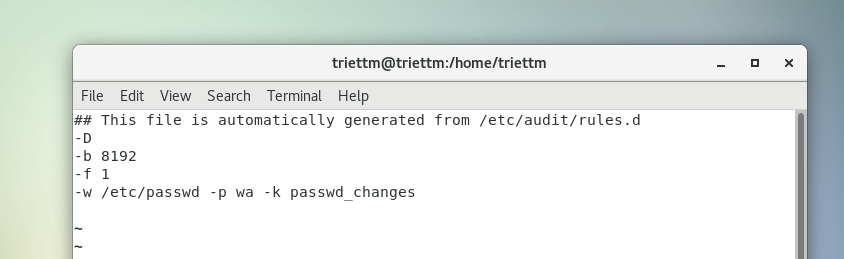 triettm@triettm:/home/triettm
File Edit View Search Terminal Help
## This file is automatically generated from /etc/audit/rules.d
-D
-b 8192
-f 1
-w /etc/passwd -p wa -k passwd_changes
~
~